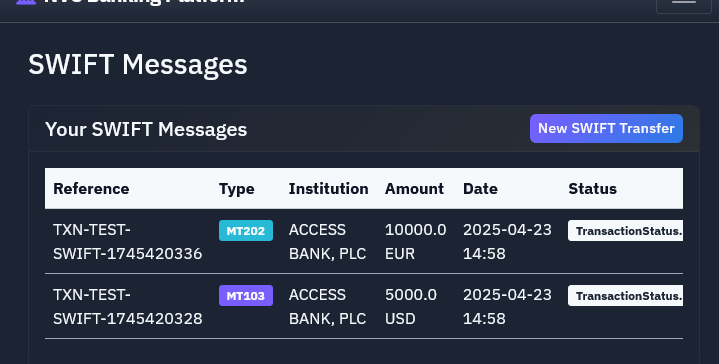 SWIFT Messages
Your SWIFT Messages New SWIFT Transfer
Reference Type Institution Amount Date Status
TXN-TEST- MT202 ACCESS 10000.0 2025-04-23 TransactionStatus.
SWIFT-1745420336 BANK, PLC EUR 14:58
TXN-TEST- MT103 ACCESS 5000.0 2025-04-23 TransactionStatus.
SWIFT-1745420328 BANK, PLC USD 14:58